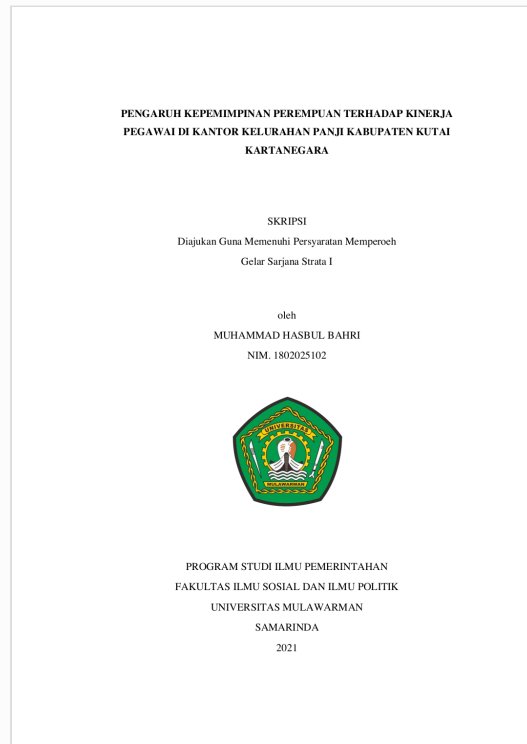 PENGARUH KEPEMIMPINAN PEREMPUAN TERHADAP KINERJA
PEGAWAI DI KANTOR KELURAHAN PANJI KABUPATEN KUTAI
KARTANEGARA
SKRIPSI
Diajukan Guna Memenuhi Persyaratan Memperoeh
Gelar Sarjana Strata I
oleh
MUHAMMAD HASBUL BAHRI
NIM. 1802025102
UNIVERSITAS
MULAWARMAN
PROGRAM STUDI ILMU PEMERINTAHAN
FAKULTAS ILMU SOSIAL DAN ILMU POLITIK
UNIVERSITAS MULAWARMAN
SAMARINDA
2021